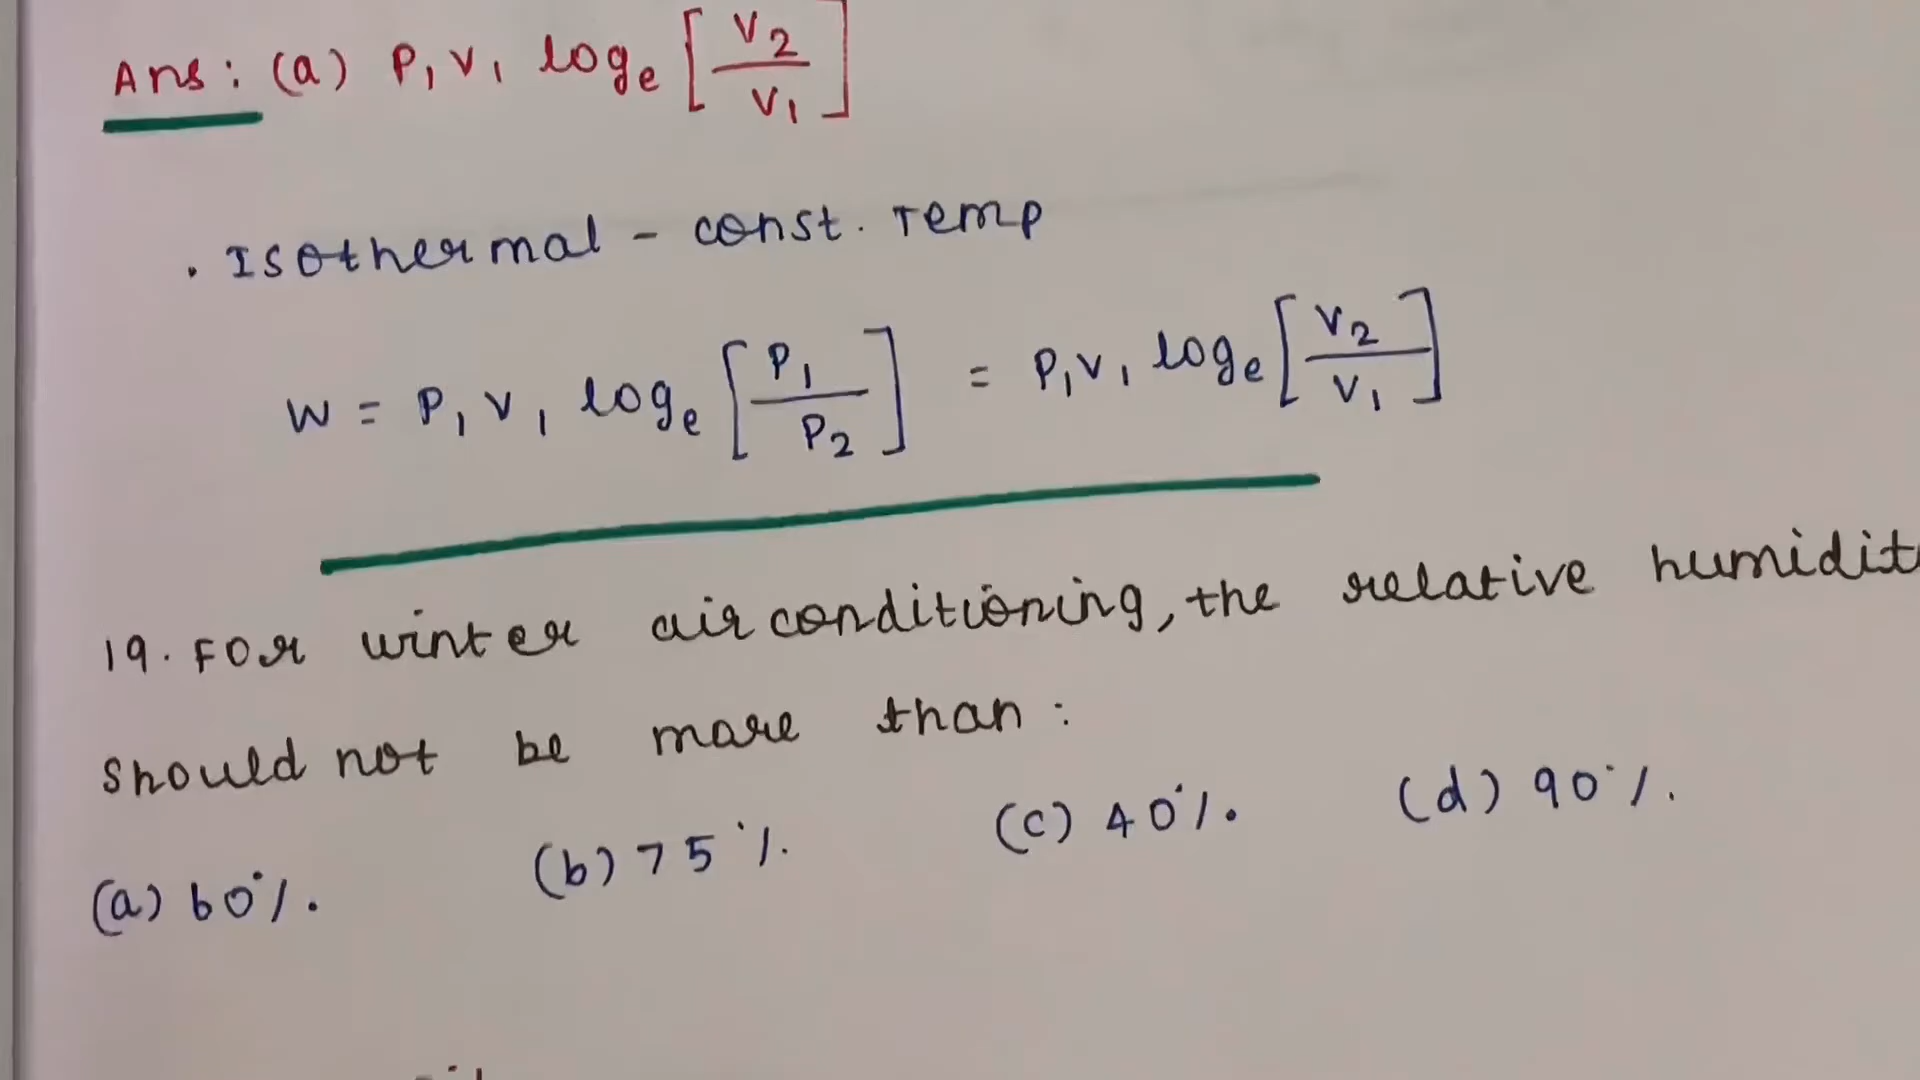 Ans: (a) P₁V₁ logₑ [V₂/V₁]
. Isothermal - const. Temp
W = P₁V₁ logₑ [P₁/P₂] = P₁V₁ logₑ [V₂/V₁]
19. For winter air conditioning, the relative humidit
should not be more than :
(a) 60%. (b) 75%. (c) 40%. (d) 90%.